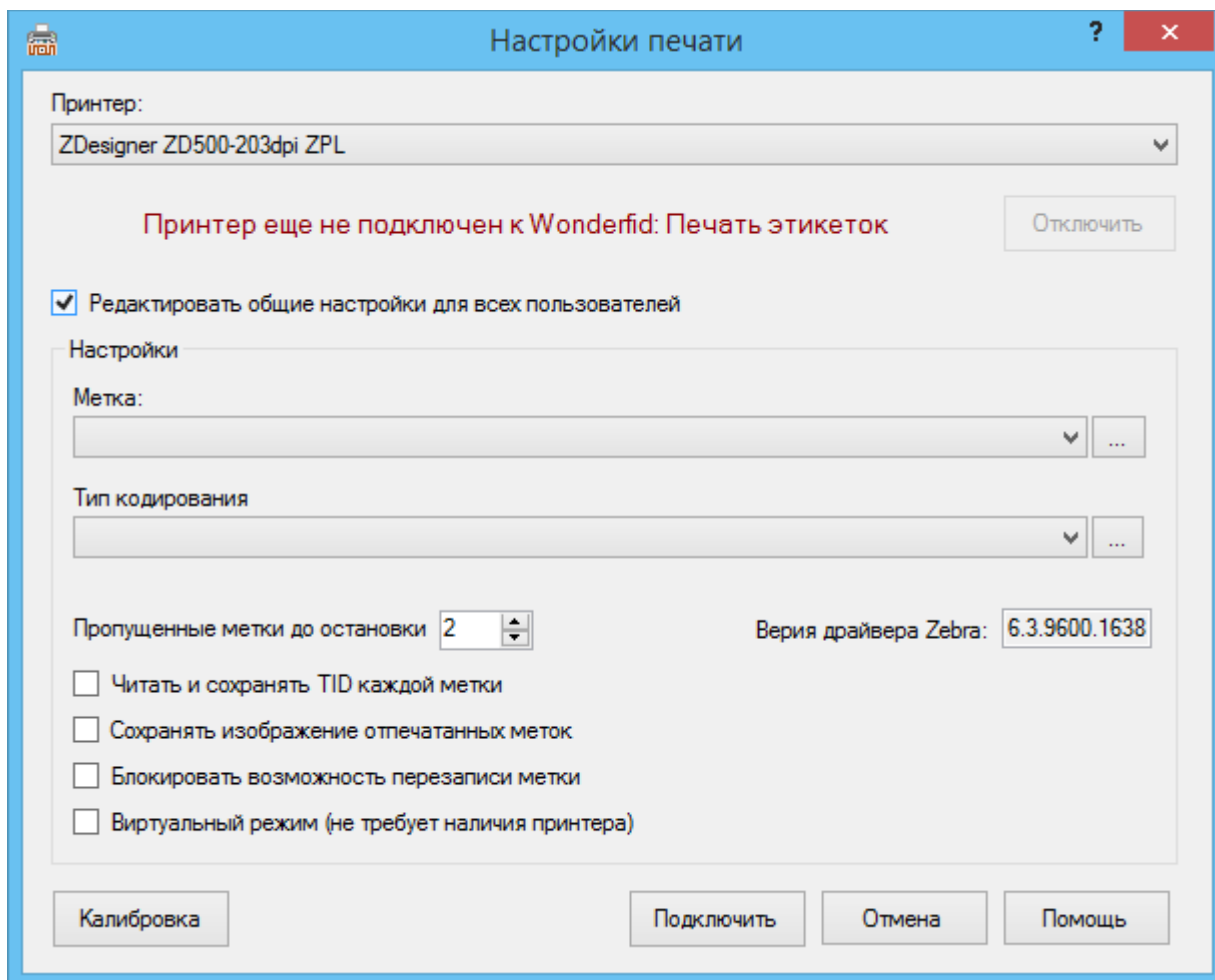 Настройки печати
?
Принтер:
ZDesigner ZD500-203dpi ZPL
Принтер еще не подключен к Wonderfid: Печать этикеток
Отключить
Редактировать общие настройки для всех пользователей
Настройки
Метка:
...
Тип кодирования
...
Пропущенные метки до остановки 2
Верия драйвера Zebra: 6.3.9600.1638
Читать и сохранять TID каждой метки
Сохранять изображение отпечатанных меток
Блокировать возможность перезаписи метки
Виртуальный режим (не требует наличия принтера)
Калибровка
Подключить
Отмена
Помощь